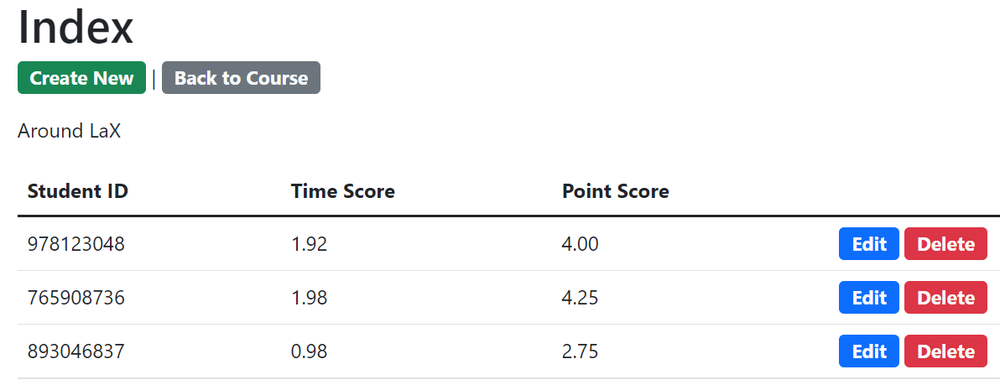 Index
Create New | Back to Course
Around LaX
Student ID Time Score Point Score
978123048 1.92 4.00 Edit Delete
765908736 1.98 4.25 Edit Delete
893046837 0.98 2.75 Edit Delete